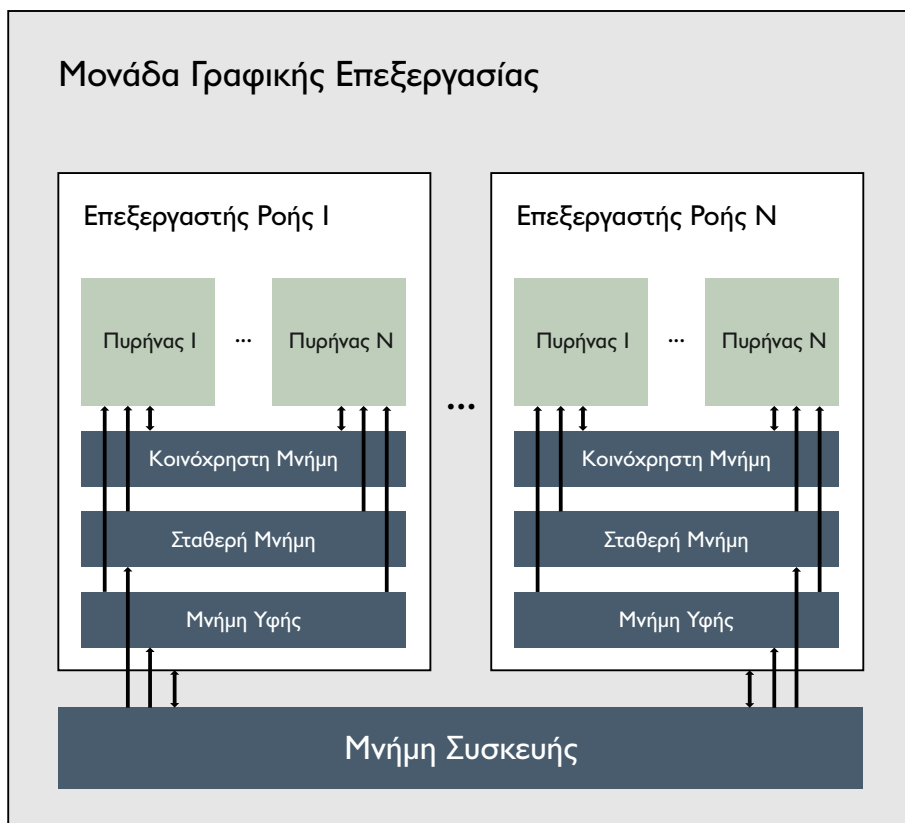 Μονάδα Γραφικής Επεξεργασίας
Επεξεργαστής Ροής 1
Πυρήνας 1
...
Πυρήνας Ν
Κοινόχρηστη Μνήμη
Σταθερή Μνήμη
Μνήμη Υφής
...
Επεξεργαστής Ροής Ν
Πυρήνας 1
...
Πυρήνας Ν
Κοινόχρηστη Μνήμη
Σταθερή Μνήμη
Μνήμη Υφής
Μνήμη Συσκευής